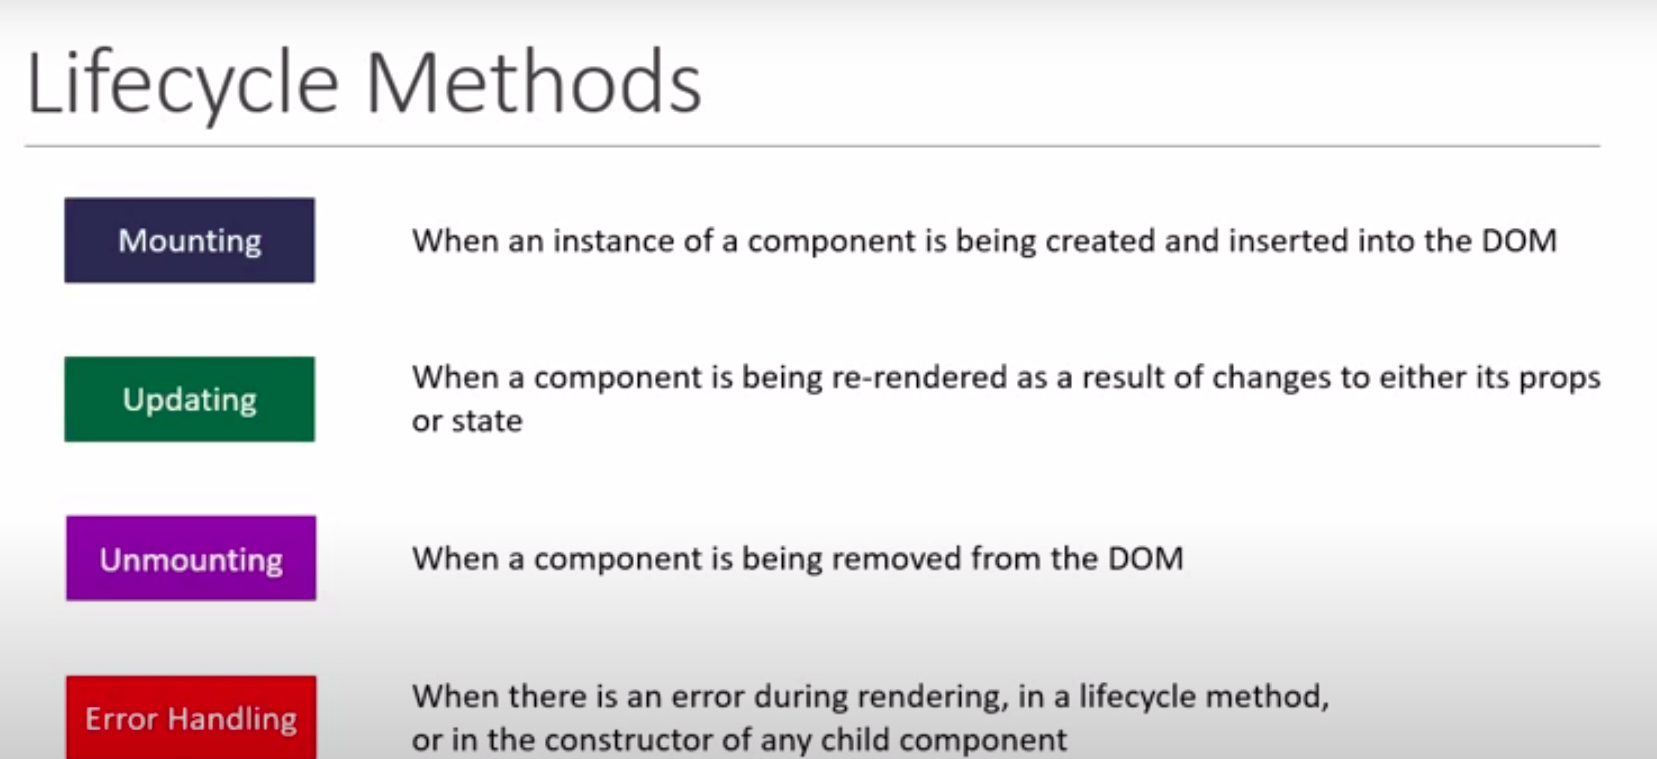 Lifecycle Methods
Mounting
When an instance of a component is being created and inserted into the DOM
Updating
When a component is being re-rendered as a result of changes to either its props
or state
Unmounting
When a component is being removed from the DOM
Error Handling
When there is an error during rendering, in a lifecycle method,
or in the constructor of any child component